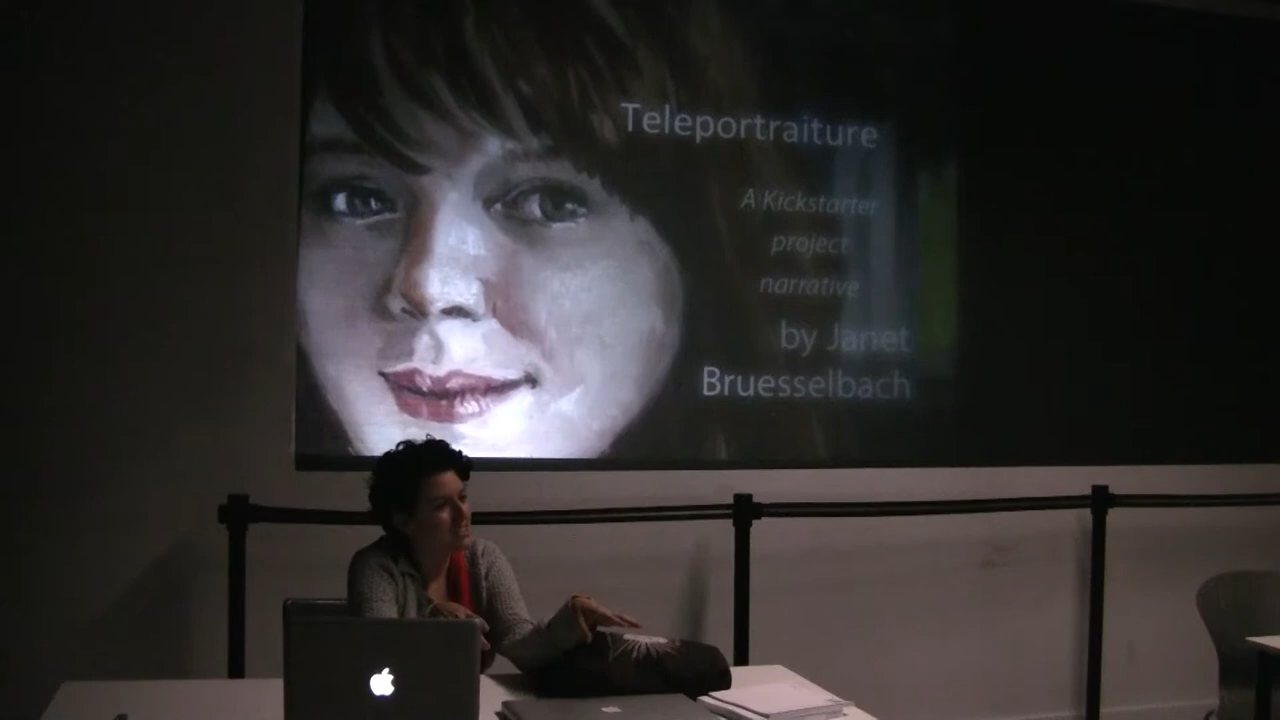 Teleportraiture
A Kickstarter
project
narrative
by Janet
Bruesselbach